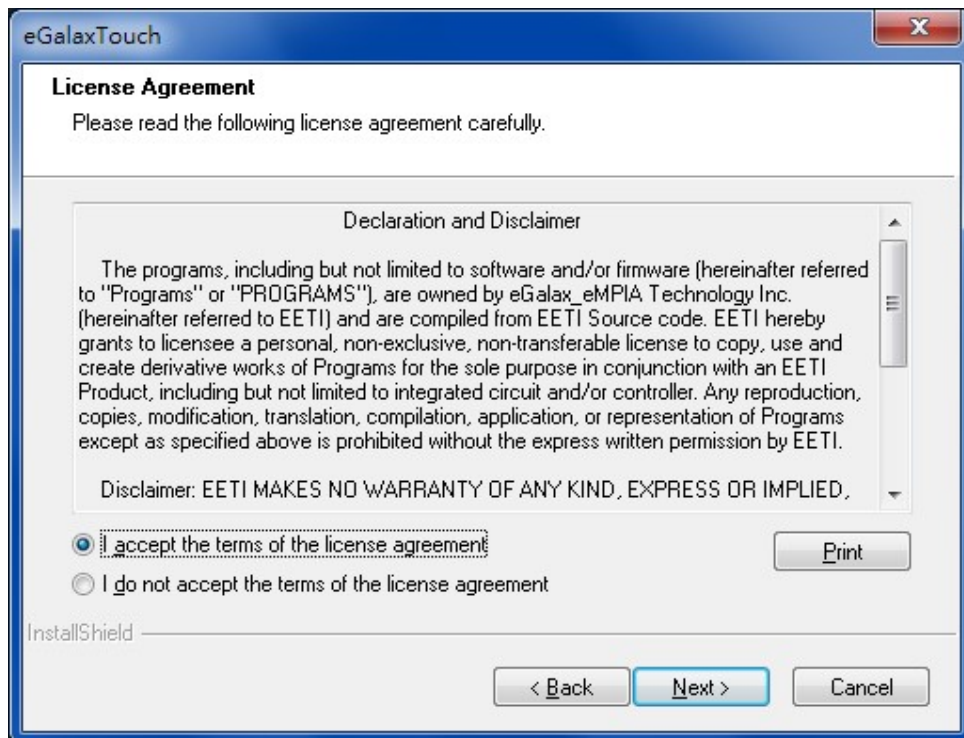 eGalaxTouch
License Agreement
Please read the following license agreement carefully.
Declaration and Disclaimer
The programs, including but not limited to software and/or firmware (hereinafter referred
to "Programs" or "PROGRAMS"), are owned by eGalax_eMPIA Technology Inc.
(hereinafter referred to EETI) and are compiled from EETI Source code. EETI hereby
grants to licensee a personal, non-exclusive, non-transferable license to copy, use and
create derivative works of Programs for the sole purpose in conjunction with an EETI
Product, including but not limited to integrated circuit and/or controller. Any reproduction,
copies, modification, translation, compilation, application, or representation of Programs
except as specified above is prohibited without the express written permission by EETI.
Disclaimer: EETI MAKES NO WARRANTY OF ANY KIND, EXPRESS OR IMPLIED,
I accept the terms of the license agreement
Print
I do not accept the terms of the license agreement
InstallShield
< Back Next > Cancel